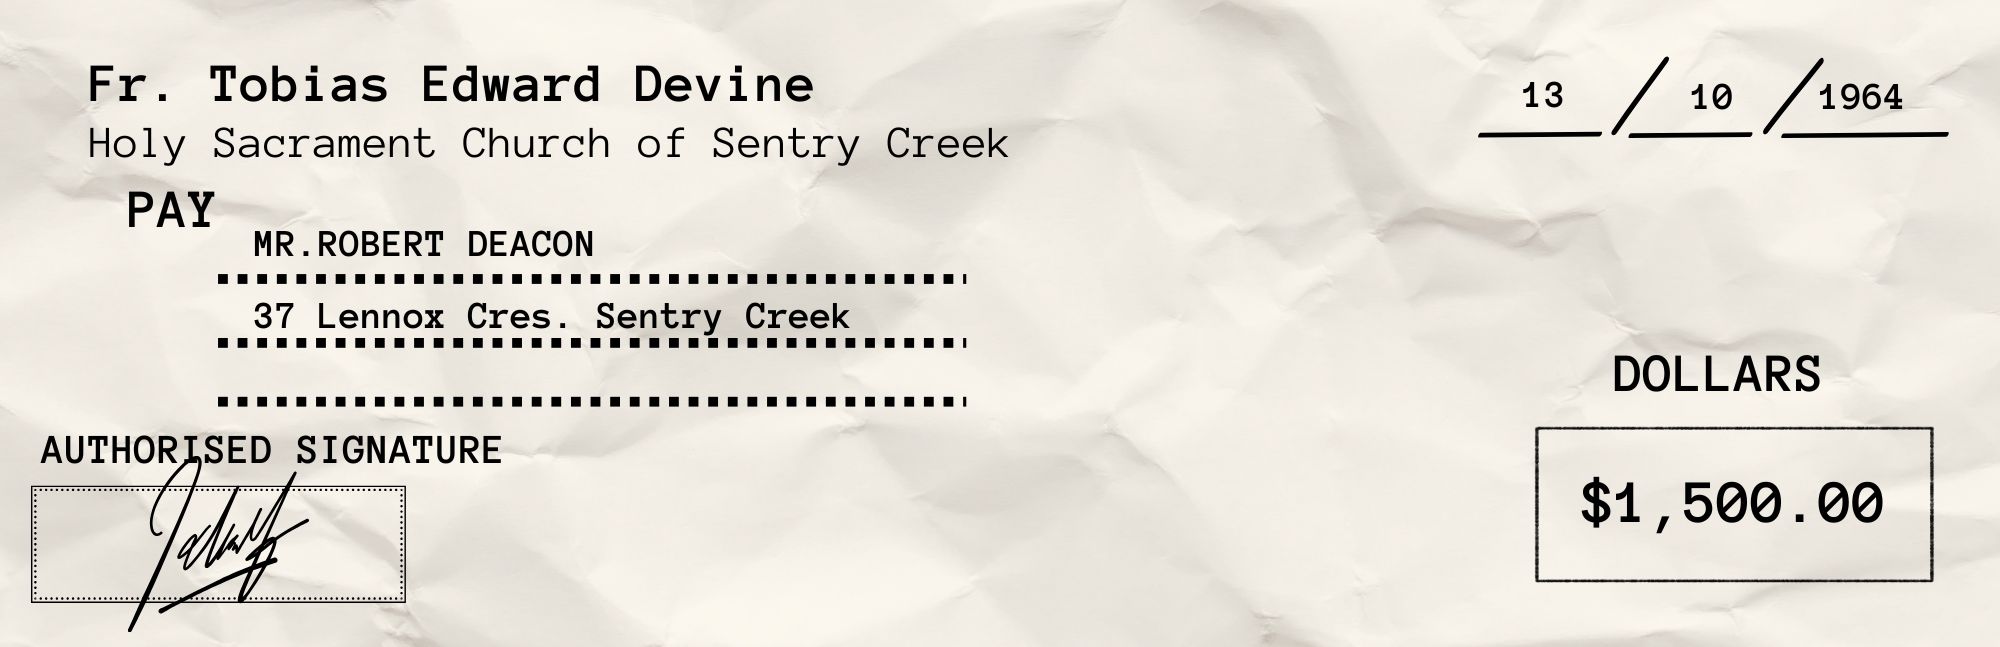 Fr. Tobias Edward Devine
13 / 10 / 1964
Holy Sacrament Church of Sentry Creek
PAY
MR.ROBERT DEACON
37 Lennox Cres. Sentry Creek
DOLLARS
$1,500.00
AUTHORISED SIGNATURE